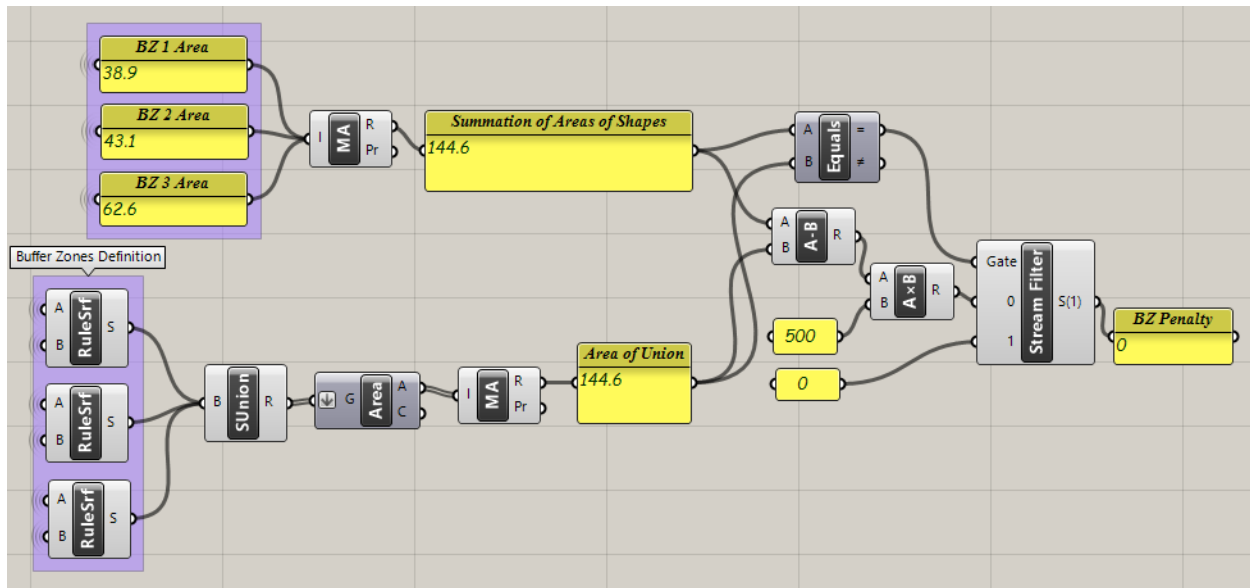 BZ 1 Area
38.9
BZ 2 Area
43.1
BZ 3 Area
62.6
I
MA
R
Pr
Summation of Areas of Shapes
144.6
A
B
Equals
=
≠
A
B
A-B
R
A
B
A×B
R
500
0
Gate
0
1
Stream Filter
S(1)
BZ Penalty
0
Buffer Zones Definition
A
B
RuleSrf
S
A
B
RuleSrf
S
A
B
RuleSrf
S
B
SUnion
R
G
Area
A
C
I
MA
R
Pr
Area of Union
144.6